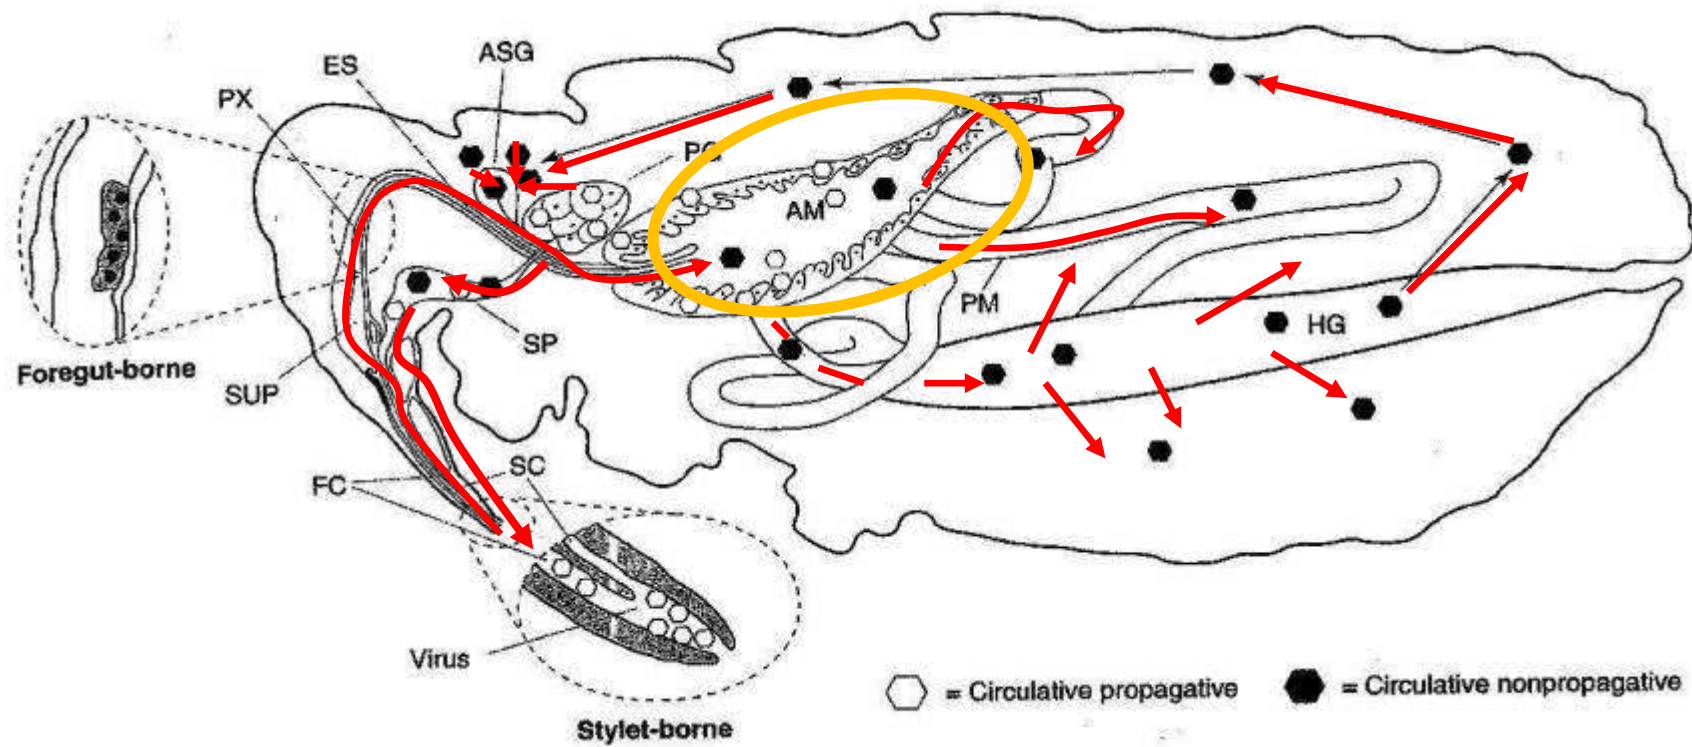 ASG
ES
PX
PG
AM
PM
HG
SP
Foregut-borne
SUP
SC
FC
Virus
= Circulative propagative
= Circulative nonpropagative
Stylet-borne